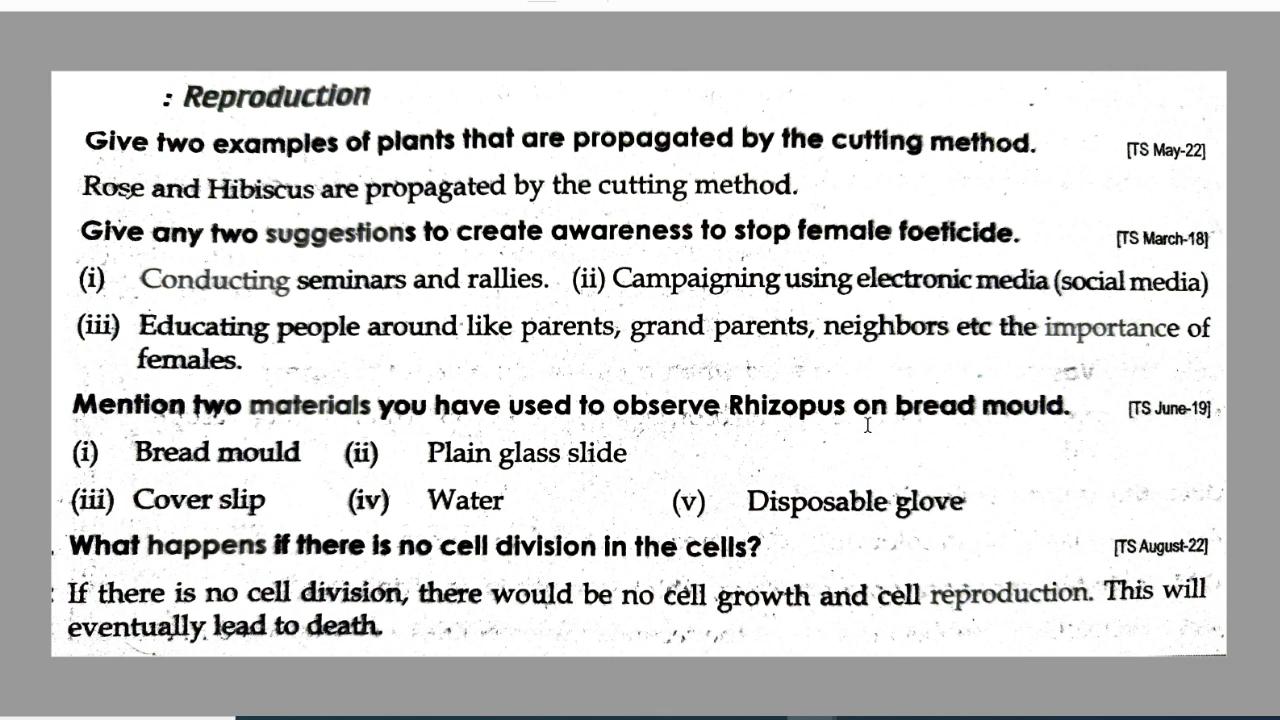 : Reproduction
Give two examples of plants that are propagated by the cutting method. [TS May-22]
Rose and Hibiscus are propagated by the cutting method.
Give any two suggestions to create awareness to stop female foeticide. [TS March-18]
(i) Conducting seminars and rallies. (ii) Campaigning using electronic media (social media)
(iii) Educating people around like parents, grand parents, neighbors etc the importance of
females.
Mention two materials you have used to observe Rhizopus on bread mould. [TS June-19]
(i) Bread mould (ii) Plain glass slide
(iii) Cover slip (iv) Water (v) Disposable glove
. What happens if there is no cell division in the cells? [TS August-22]
: If there is no cell division, there would be no cell growth and cell reproduction. This will
eventually lead to death.